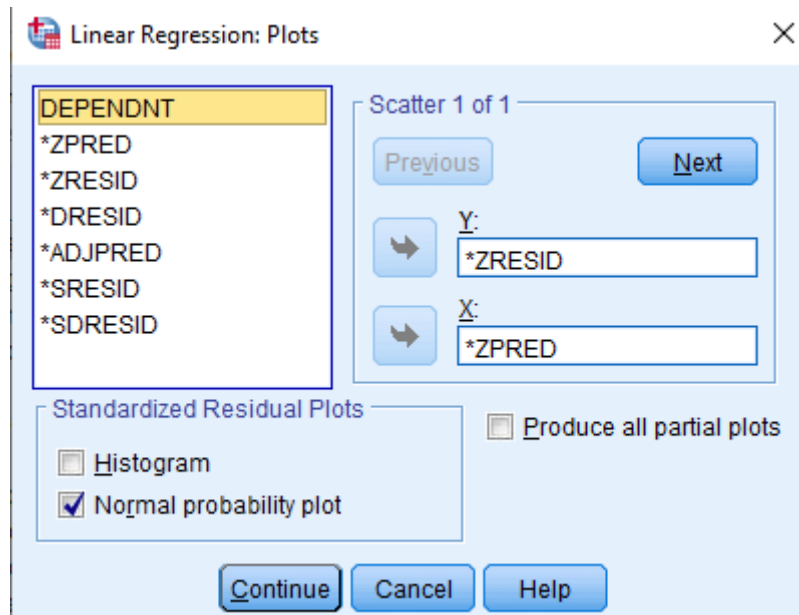 Linear Regression: Plots
DEPENDNT
*ZPRED
*ZRESID
*DRESID
*ADJPRED
*SRESID
*SDRESID
Scatter 1 of 1
Previous
Next
Y:
*ZRESID
X:
*ZPRED
Standardized Residual Plots
Histogram
Normal probability plot
Produce all partial plots
Continue
Cancel
Help